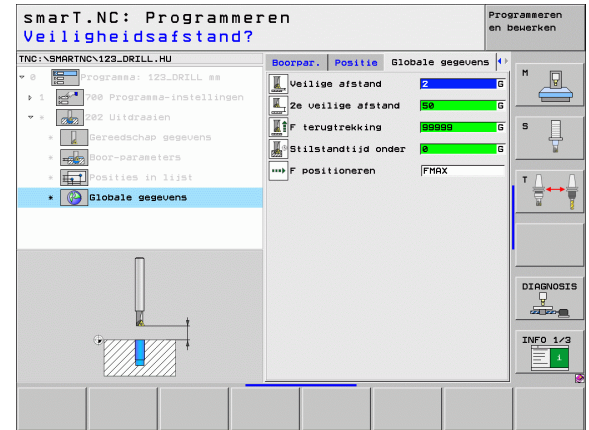 smarT.NC: Programmeren
Veiligheidsafstand?
Programmeren
en bewerken
TNC:\SMARTNC\123_DRILL.HU
0 Programma: 123_DRILL mm
1 700 Programma-instellingen
* 202 Uitdraaien
* Gereedschap gegevens
* Boor-parameters
* Posities in lijst
* Globale gegevens
Boorpar. Positie Globale gegevens
Veilige afstand 2 G
2e veilige afstand 50 G
F terugtrekking 99999 G
Stilstandtijd onder 0 G
F positioneren FMAX
M
S
T
DIAGNOSIS
INFO 1/3
i